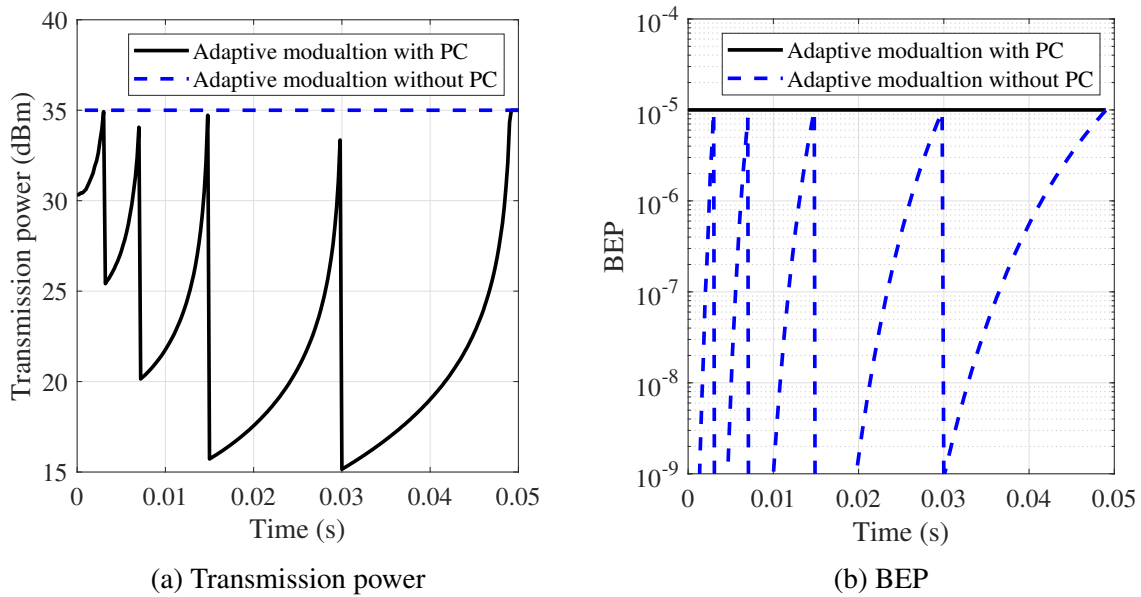 40
35
30
25
20
15
Transmission power (dBm)
Adaptive modualtion with PC
Adaptive modualtion without PC
0
0.01
0.02
0.03
0.04
0.05
Time (s)
(a) Transmission power
10-4
10-5
10-6
10-7
10-8
10-9
BEP
Adaptive modualtion with PC
Adaptive modualtion without PC
0
0.01
0.02
0.03
0.04
0.05
Time (s)
(b) BEP